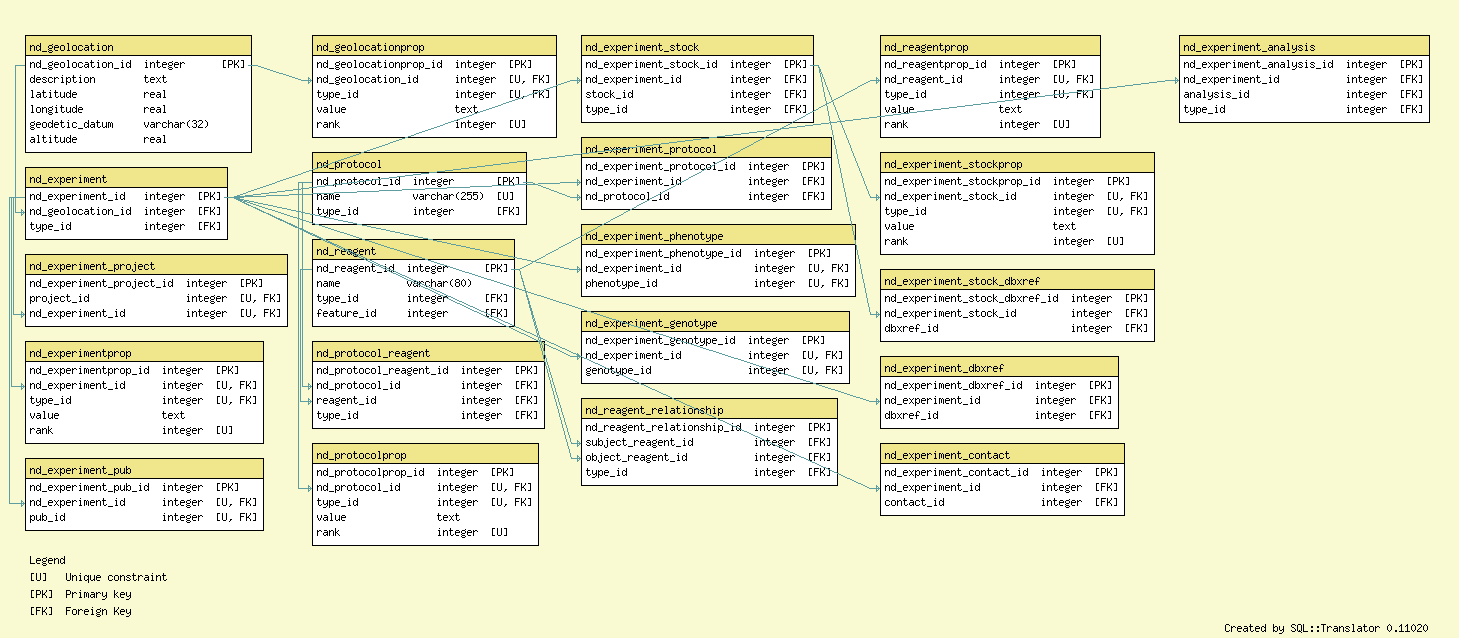 nd_geolocation
nd_geolocation_id integer [PK]
description text
latitude real
longitude real
geodetic_datum varchar(32)
altitude real
nd_experiment
nd_experiment_id integer [PK]
nd_geolocation_id integer [FK]
type_id integer [FK]
nd_experiment_project
nd_experiment_project_id integer [PK]
project_id integer [U, FK]
nd_experiment_id integer [U, FK]
nd_experimentprop
nd_experimentprop_id integer [PK]
nd_experiment_id integer [U, FK]
type_id integer [U, FK]
value text
rank integer [U]
nd_experiment_pub
nd_experiment_pub_id integer [PK]
nd_experiment_id integer [U, FK]
pub_id integer [U, FK]
nd_geolocationprop
nd_geolocationprop_id integer [PK]
nd_geolocation_id integer [U, FK]
type_id integer [U, FK]
value text
rank integer [U]
nd_protocol
nd_protocol_id integer [PK]
name varchar(255) [U]
type_id integer [FK]
nd_reagent
nd_reagent_id integer [PK]
name varchar(80)
type_id integer [FK]
feature_id integer [FK]
nd_protocol_reagent
nd_protocol_reagent_id integer [PK]
nd_protocol_id integer [FK]
reagent_id integer [FK]
type_id integer [FK]
nd_protocolprop
nd_protocolprop_id integer [PK]
nd_protocol_id integer [U, FK]
type_id integer [U, FK]
value text
rank integer [U]
nd_experiment_stock
nd_experiment_stock_id integer [PK]
nd_experiment_id integer [FK]
stock_id integer [FK]
type_id integer [FK]
nd_experiment_protocol
nd_experiment_protocol_id integer [PK]
nd_experiment_id integer [FK]
nd_protocol_id integer [FK]
nd_experiment_phenotype
nd_experiment_phenotype_id integer [PK]
nd_experiment_id integer [U, FK]
phenotype_id integer [U, FK]
nd_experiment_genotype
nd_experiment_genotype_id integer [PK]
nd_experiment_id integer [U, FK]
genotype_id integer [U, FK]
nd_reagent_relationship
nd_reagent_relationship_id integer [PK]
subject_reagent_id integer [FK]
object_reagent_id integer [FK]
type_id integer [FK]
nd_reagentprop
nd_reagentprop_id integer [PK]
nd_reagent_id integer [U, FK]
type_id integer [U, FK]
value text
rank integer [U]
nd_experiment_stockprop
nd_experiment_stockprop_id integer [PK]
nd_experiment_stock_id integer [U, FK]
type_id integer [U, FK]
value text
rank integer [U]
nd_experiment_stock_dbxref
nd_experiment_stock_dbxref_id integer [PK]
nd_experiment_stock_id integer [FK]
dbxref_id integer [FK]
nd_experiment_dbxref
nd_experiment_dbxref_id integer [PK]
nd_experiment_id integer [FK]
dbxref_id integer [FK]
nd_experiment_contact
nd_experiment_contact_id integer [PK]
nd_experiment_id integer [FK]
contact_id integer [FK]
nd_experiment_analysis
nd_experiment_analysis_id integer [PK]
nd_experiment_id integer [FK]
analysis_id integer [FK]
type_id integer [FK]
Legend
[U] Unique constraint
[PK] Primary key
[FK] Foreign Key
Created by SQL::Translator 0.11020